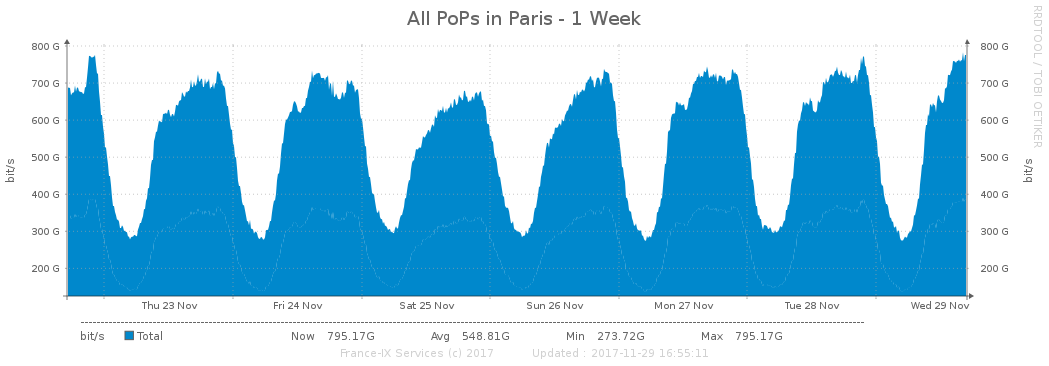 All PoPs in Paris - 1 Week
RRDTOOL / TOBI OETIKER
800 G 800 G
700 G 700 G
600 G 600 G
500 G 500 G
400 G 400 G
300 G 300 G
200 G 200 G
bit/s
bit/s
Thu 23 Nov Fri 24 Nov Sat 25 Nov Sun 26 Nov Mon 27 Nov Tue 28 Nov Wed 29 Nov
bit/s Total Now 795.17G Avg 548.81G Min 273.72G Max 795.17G
France-IX Services (c) 2017 Updated : 2017-11-29 16:55:11